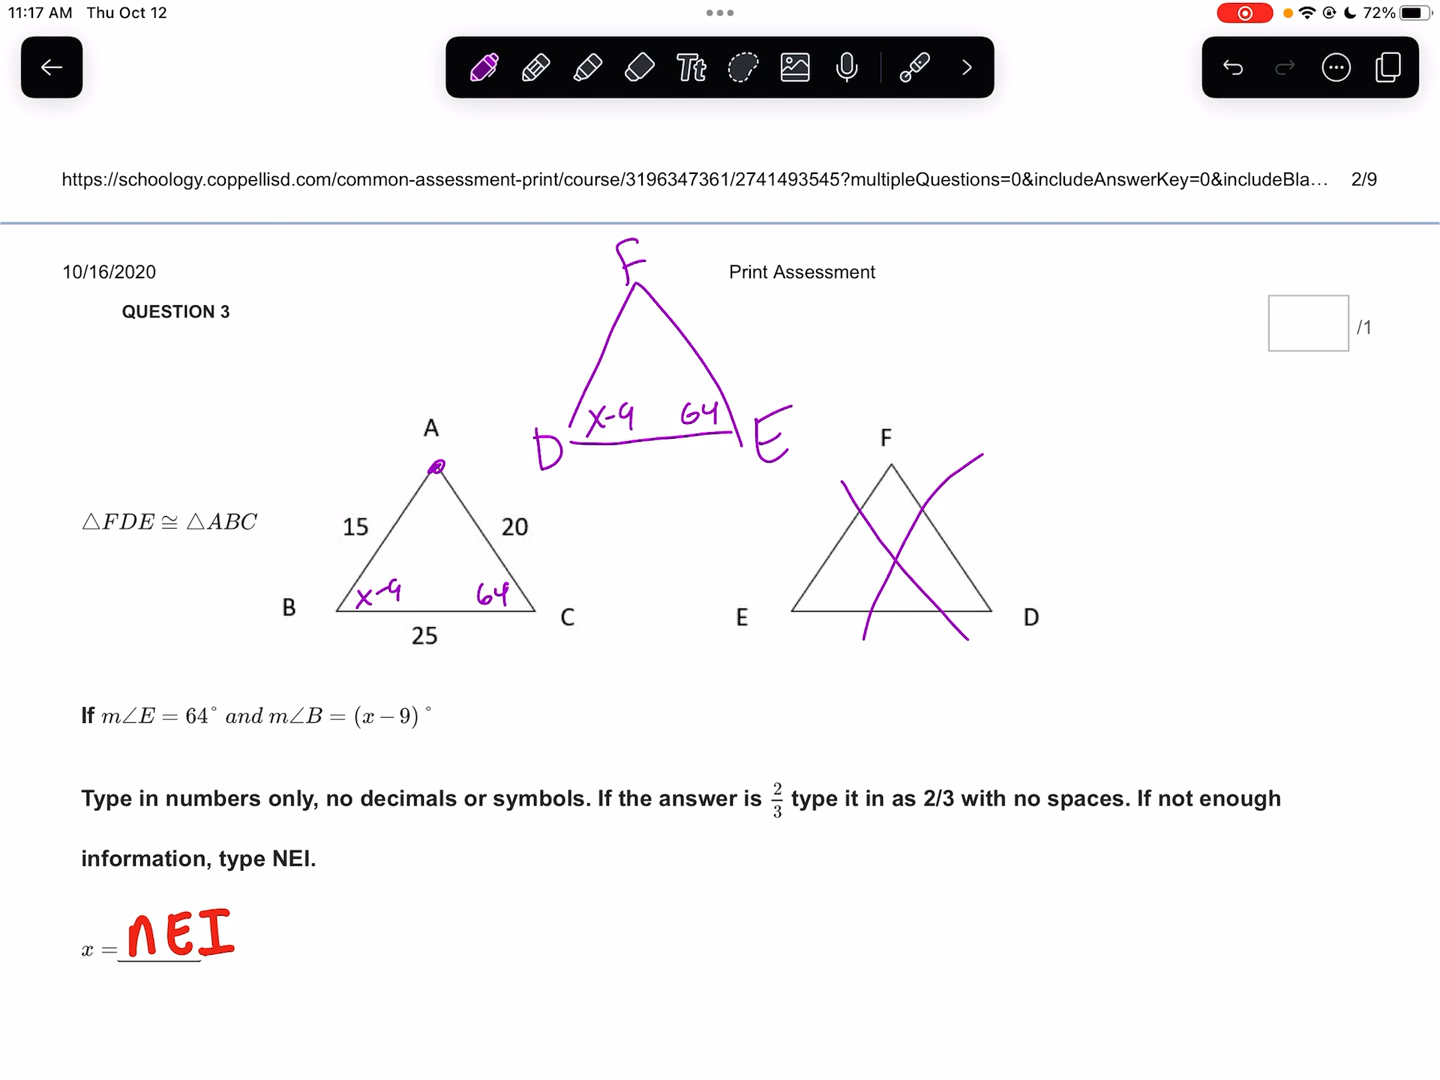 11:17 AM Thu Oct 12
72%
Tt
https://schoology.coppellisd.com/common-assessment-print/course/3196347361/2741493545?multipleQuestions=0&includeAnswerKey=0&includeBla… 2/9
10/16/2020 Print Assessment
QUESTION 3
/1
F
x-9 64
D E
A F
△FDE ≅ △ABC
15 20
x-9 64
B C
25
E D
If m∠E = 64° and m∠B = (x − 9)°
Type in numbers only, no decimals or symbols. If the answer is 2/3 type it in as 2/3 with no spaces. If not enough
information, type NEI.
x = NEI